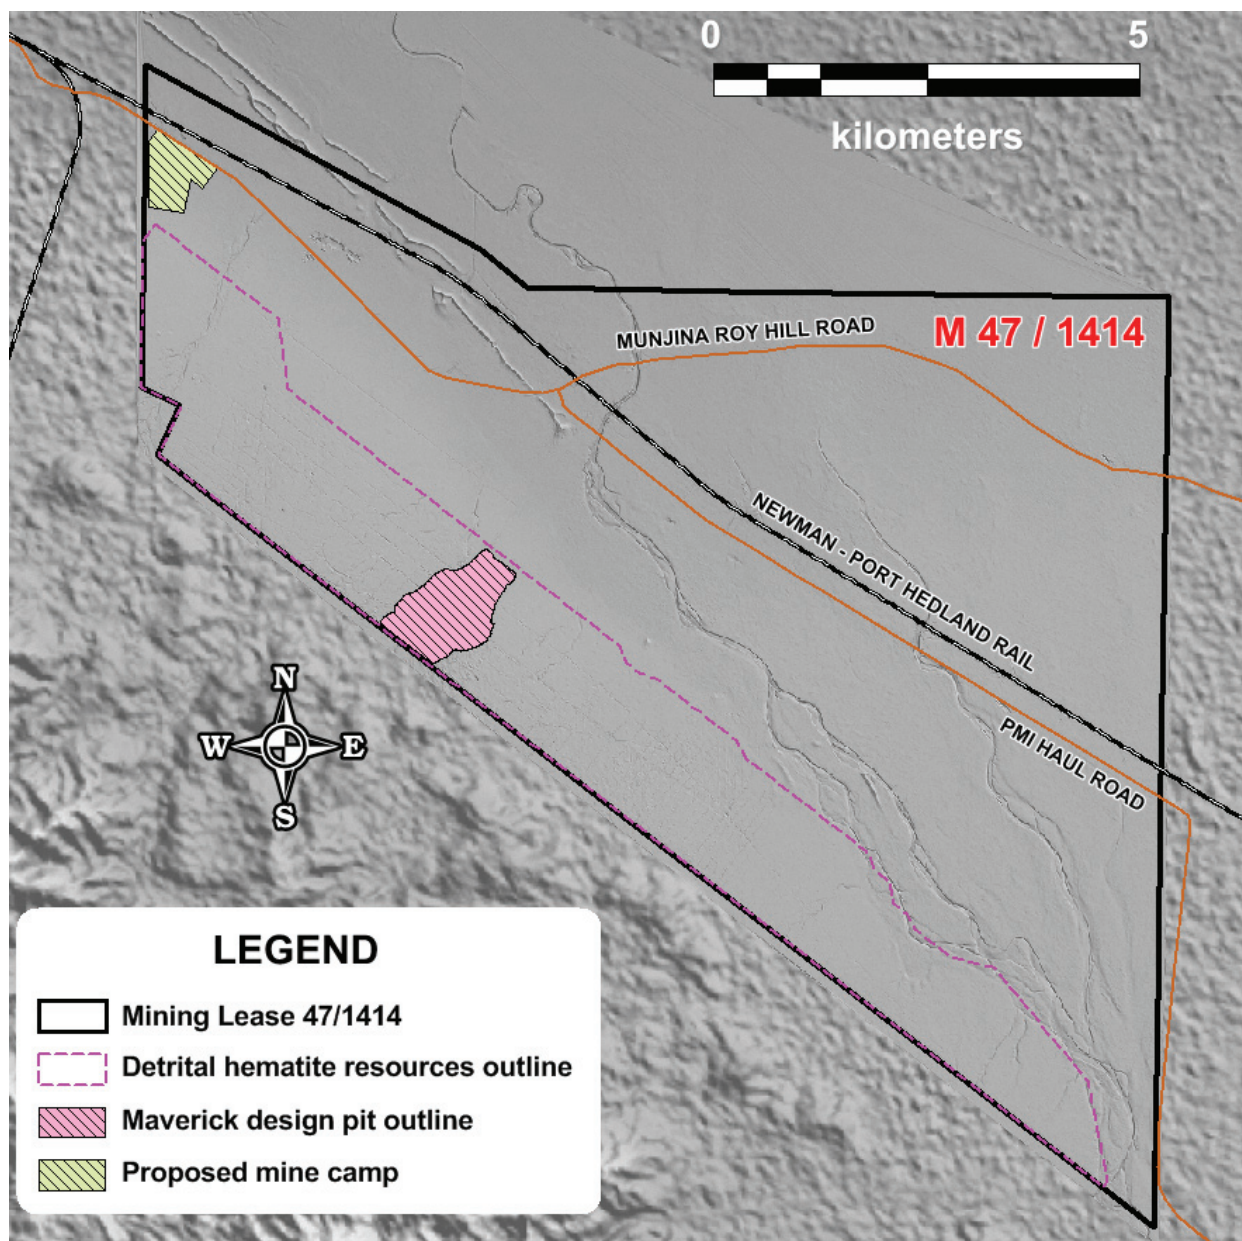 0 5
kilometers
MUNJINA ROY HILL ROAD
M 47 / 1414
NEWMAN - PORT HEDLAND RAIL
PMI HAUL ROAD
N
W E
S
LEGEND
Mining Lease 47/1414
Detrital hematite resources outline
Maverick design pit outline
Proposed mine camp